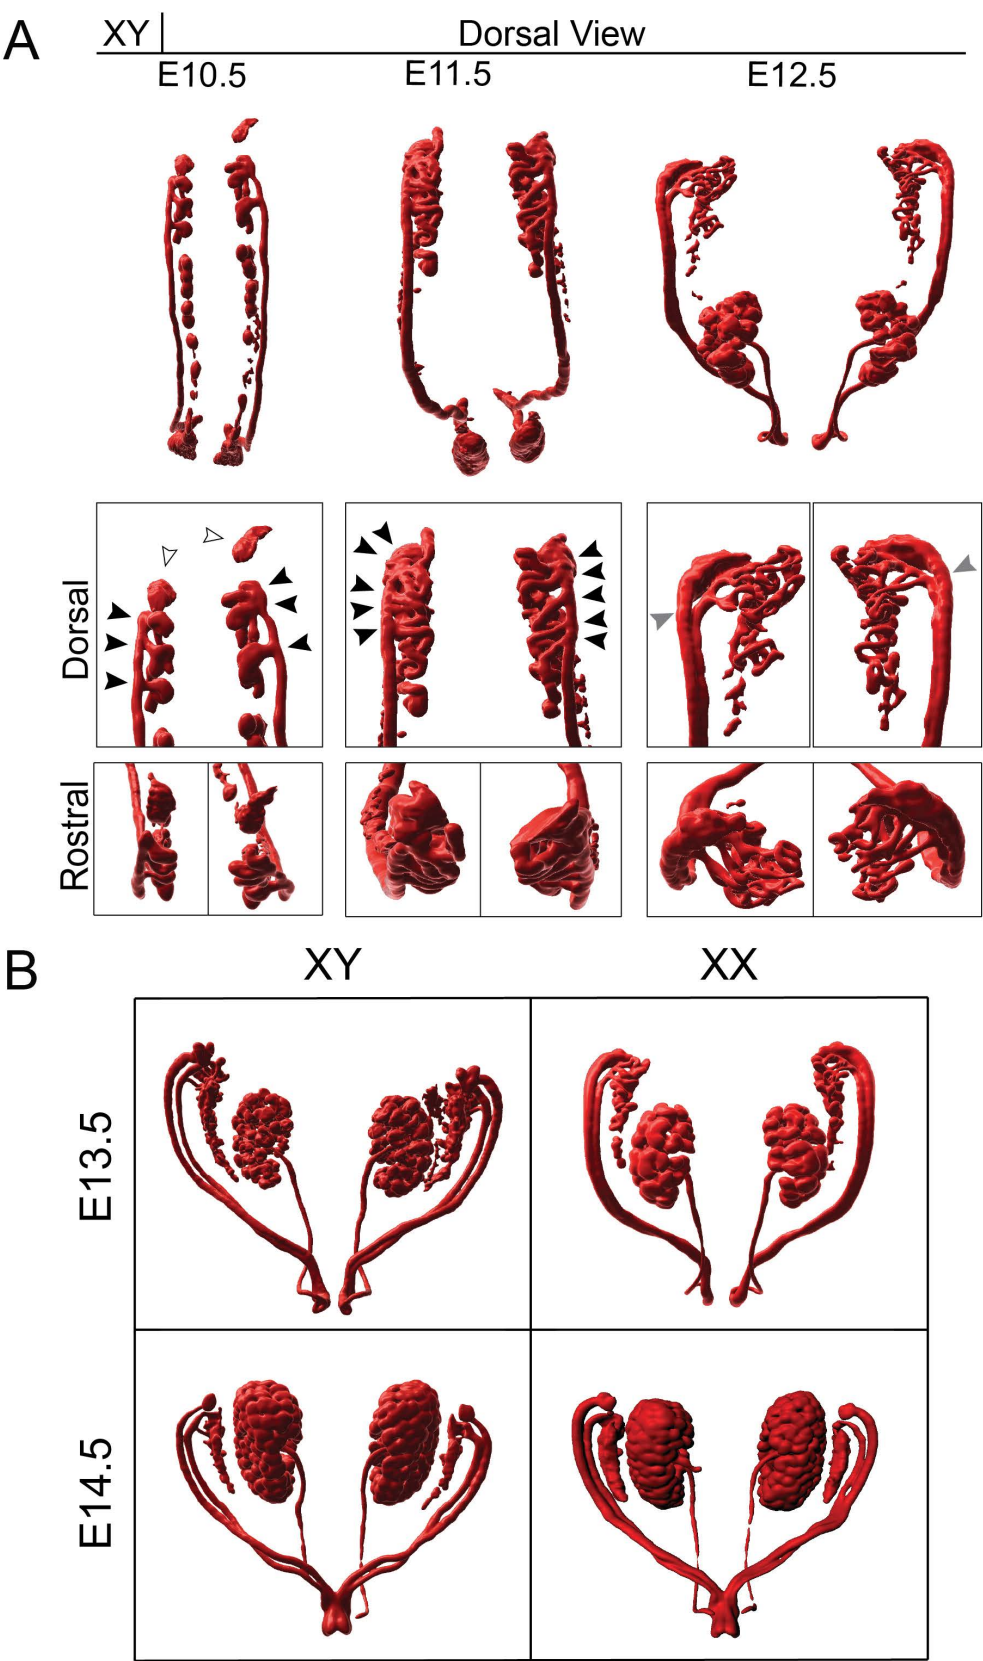 A
XY
Dorsal View
E10.5
E11.5
E12.5
Dorsal
Rostral
B
XY
XX
E13.5
E14.5